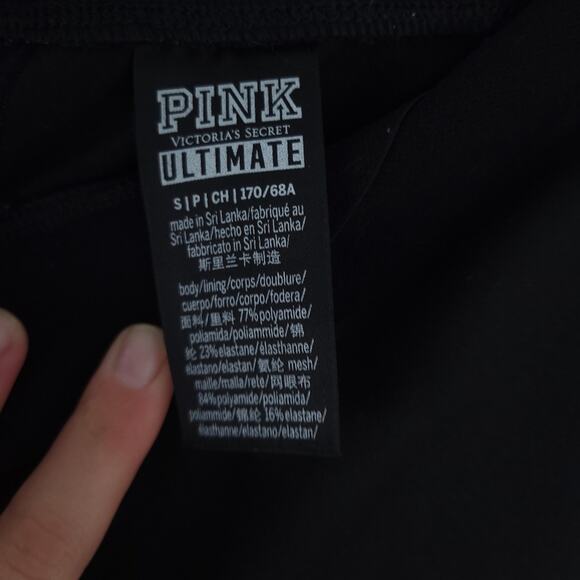 PINK
VICTORIA'S SECRET
ULTIMATE
S|P|CH|170/68A
made in Sri Lanka/fabriqué au
Sri Lanka/hecho en Sri Lanka/
fabbricato in Sri Lanka/
斯里兰卡制造
body/lining/corps/doublure/
cuerpo/forro/corpo/fodera/
面料/里料 77% polyamide/
poliamida/poliammide/锦
纶 23% elastane/élasthanne/
elastano/elastan/氨纶 mesh/
maille/malla/rete/网眼布
84% polyamide/poliamida/
poliammide/锦纶 16% elastane/
élasthanne/elastano/elastan/